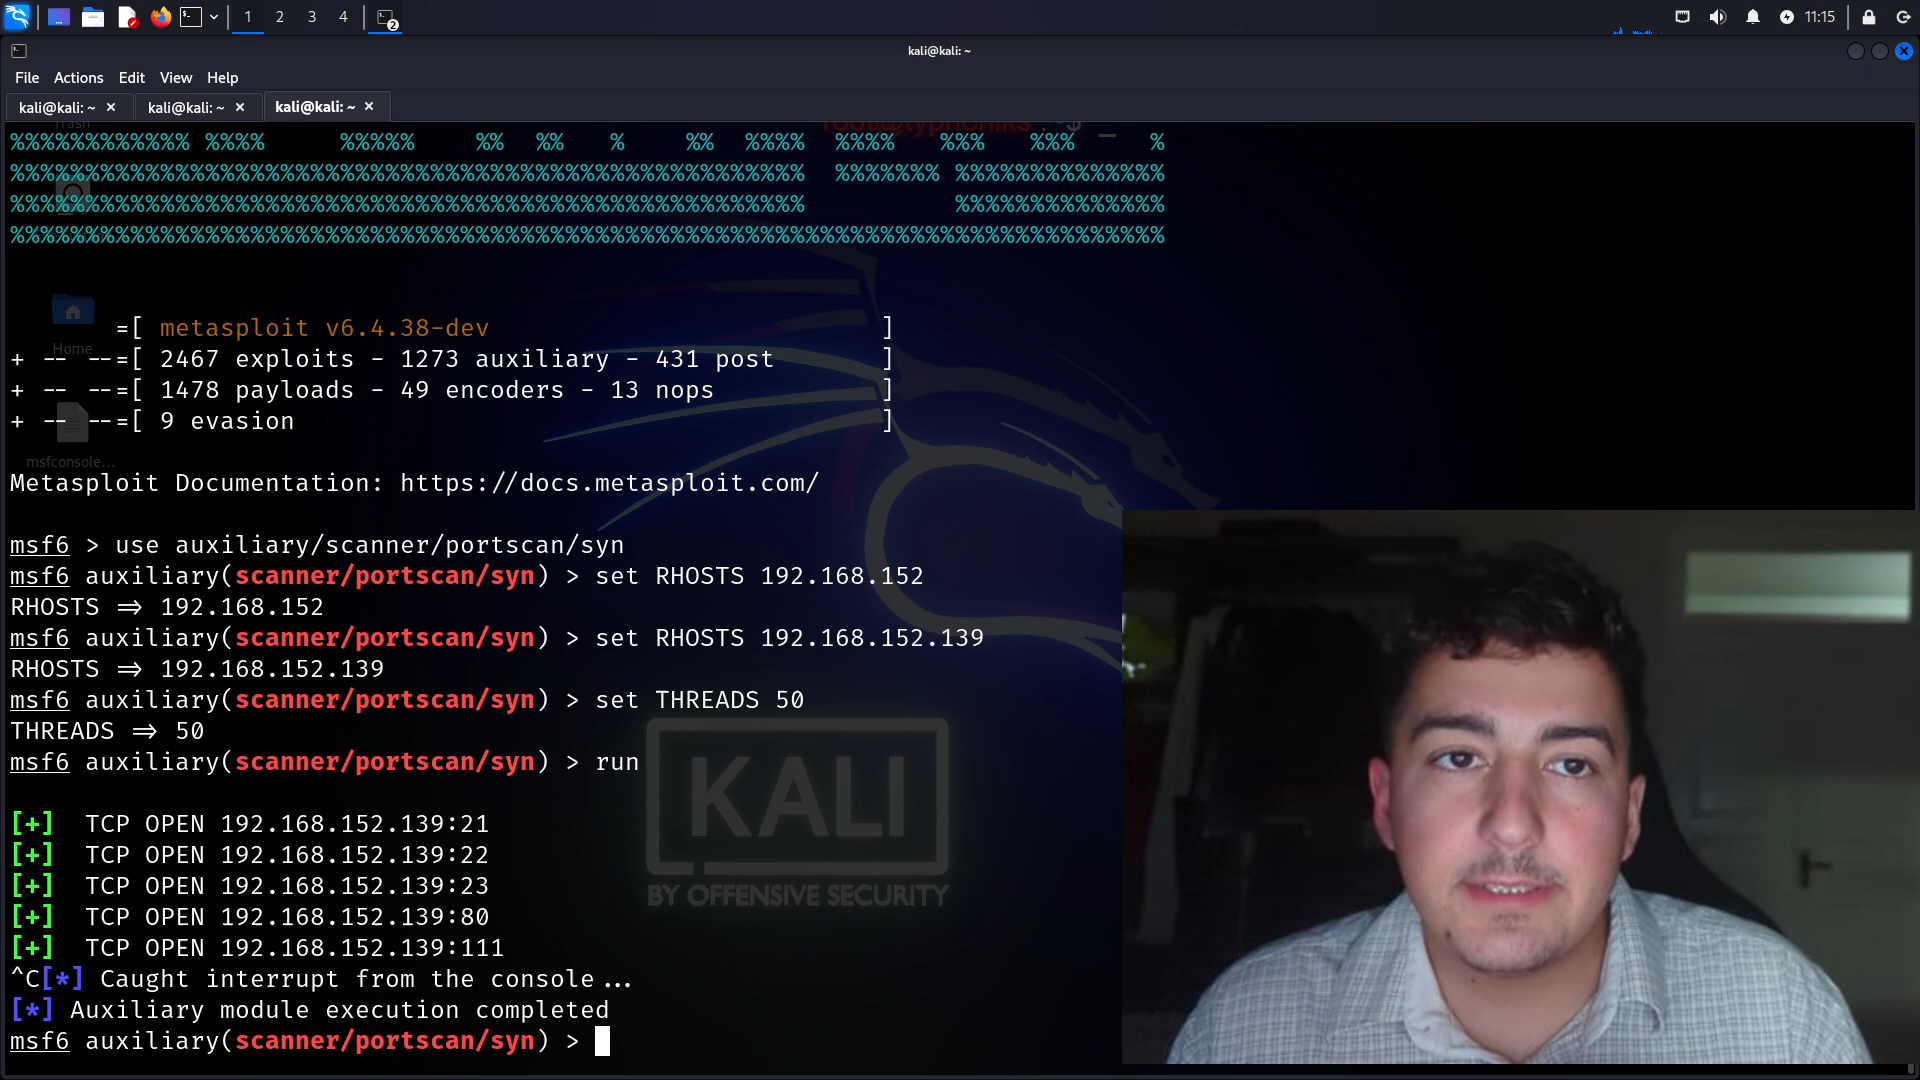 1 2 3 4 2 11:15
kali@kali: ~
File Actions Edit View Help
kali@kali: ~ × kali@kali: ~ × kali@kali: ~ ×
Trash
%%%%%%%%%%%% %%%% %%%%% %% %% % %% %%%% %%%% %%% %%% %
%%%%%%%%%%%%%%%%%%%%%%%%%%%%%%%%%%%%%%%%%%%%%%%%%%%%% %%%%%%% %%%%%%%%%%%%%%
%%%%%%%%%%%%%%%%%%%%%%%%%%%%%%%%%%%%%%%%%%%%%%%%%%%%% %%%%%%%%%%%%%%
%%%%%%%%%%%%%%%%%%%%%%%%%%%%%%%%%%%%%%%%%%%%%%%%%%%%%%%%%%%%%%%%%%%%%%%%%%%%%%%
=[ metasploit v6.4.38-dev ]
Home
+ -- --=[ 2467 exploits - 1273 auxiliary - 431 post ]
+ -- --=[ 1478 payloads - 49 encoders - 13 nops ]
+ -- --=[ 9 evasion ]
msfconsole...
Metasploit Documentation: https://docs.metasploit.com/
msf6 > use auxiliary/scanner/portscan/syn
msf6 auxiliary(scanner/portscan/syn) > set RHOSTS 192.168.152
RHOSTS => 192.168.152
msf6 auxiliary(scanner/portscan/syn) > set RHOSTS 192.168.152.139
RHOSTS => 192.168.152.139
msf6 auxiliary(scanner/portscan/syn) > set THREADS 50
THREADS => 50
msf6 auxiliary(scanner/portscan/syn) > run
KALI
BY OFFENSIVE SECURITY
[+] TCP OPEN 192.168.152.139:21
[+] TCP OPEN 192.168.152.139:22
[+] TCP OPEN 192.168.152.139:23
[+] TCP OPEN 192.168.152.139:80
[+] TCP OPEN 192.168.152.139:111
^C[*] Caught interrupt from the console...
[*] Auxiliary module execution completed
msf6 auxiliary(scanner/portscan/syn) >